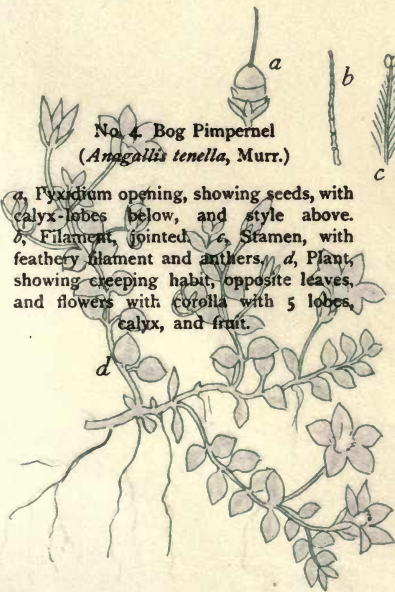 a
b
c
No. 4. Bog Pimpernel
(Anagallis tenella, Murr.)
a, Pyxidium opening, showing seeds, with
calyx-lobes below, and style above.
b, Filament, jointed. c, Stamen, with
feathery filament and anthers. d, Plant,
showing creeping habit, opposite leaves,
and flowers with corolla with 5 lobes,
calyx, and fruit.
d